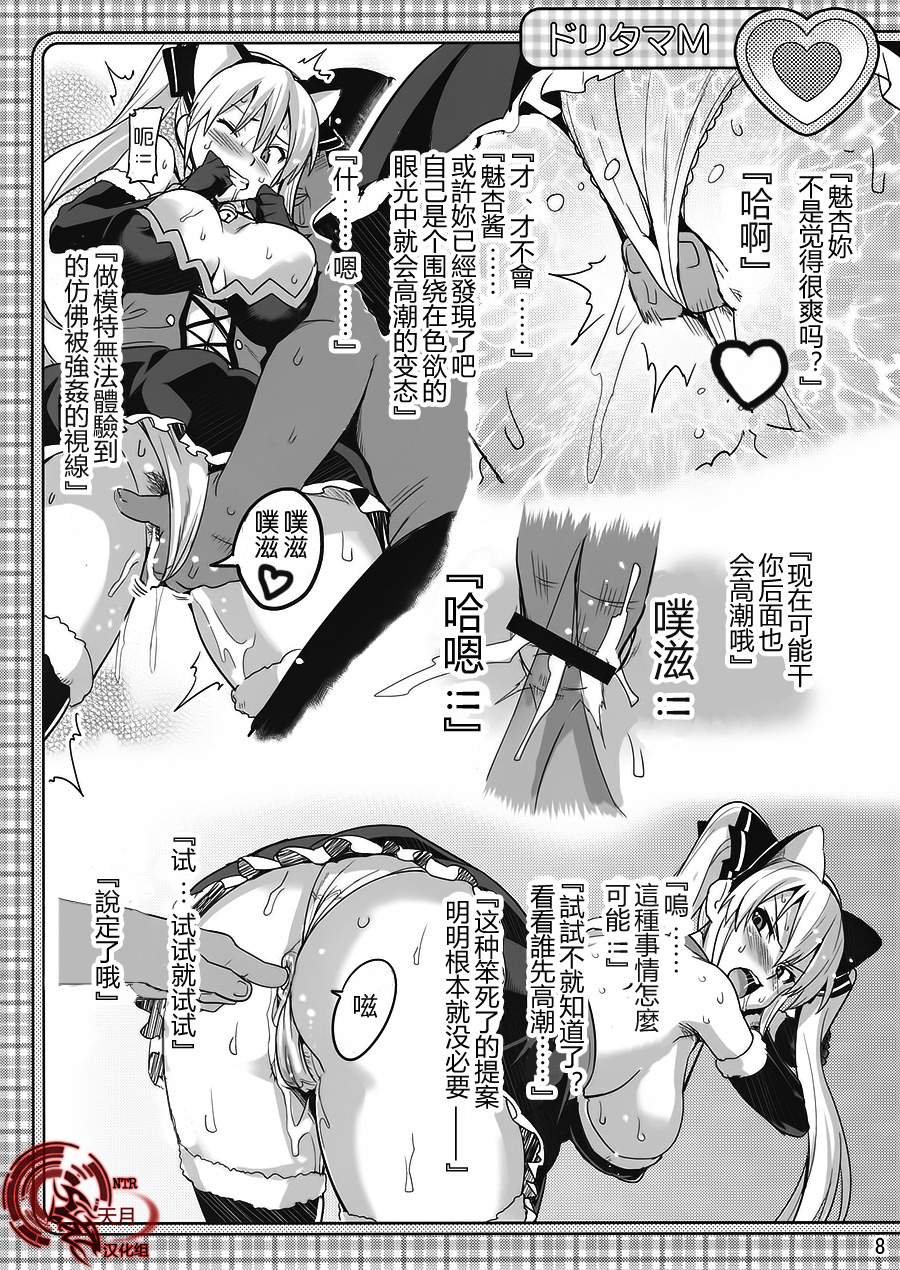 ドリタマM
『魅杏妳
不是觉得很爽吗？』
『哈啊』
『才、才不會……』
『魅杏酱……
或許妳已經發現了吧
自己是个围绕在色欲的
眼光中就会高潮的变态』
『什……嗯……』
呃!!!
『做模特無法體驗到
的仿佛被強姦的視線』
噗滋
噗滋
『现在可能干
你后面也
会高潮哦』
噗滋!!!
『哈嗯!!!』
『嗚……
這種事情怎麼
可能!!!』
『試試不就知道了？
看看誰先高潮……』
『这种笨死了的提案
明明根本就没必要——』
嗞
『试…试试就试试』
『說定了哦』
NTR
天月
汉化组
8